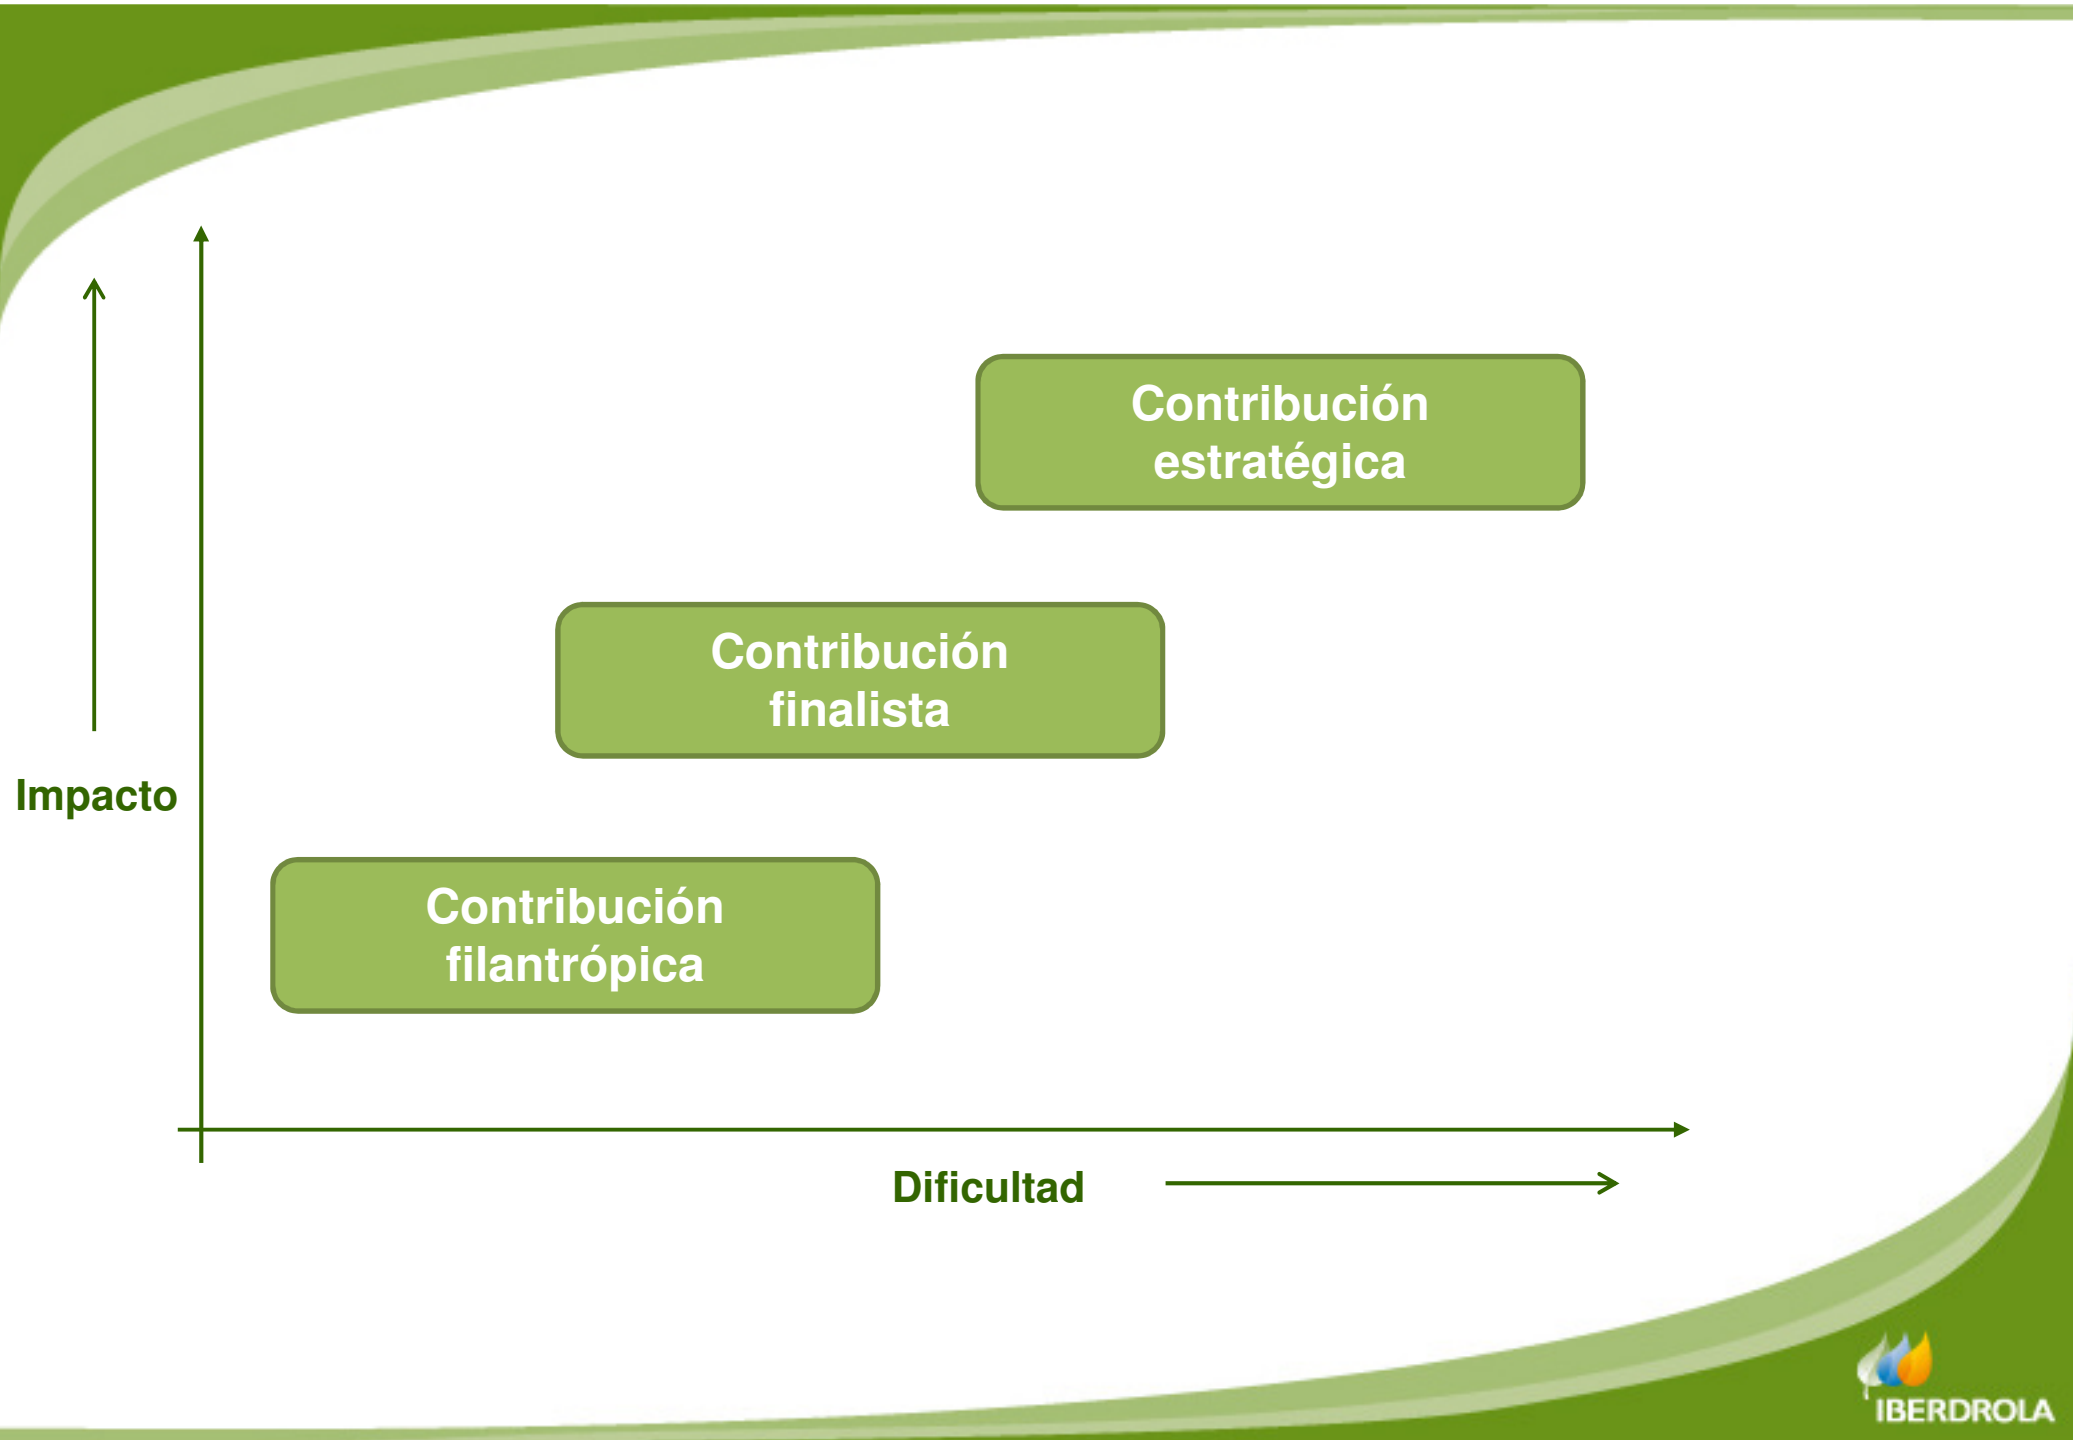 Contribución
estratégica
Contribución
finalista
Impacto
Contribución
filantrópica
Dificultad
IBERDROLA